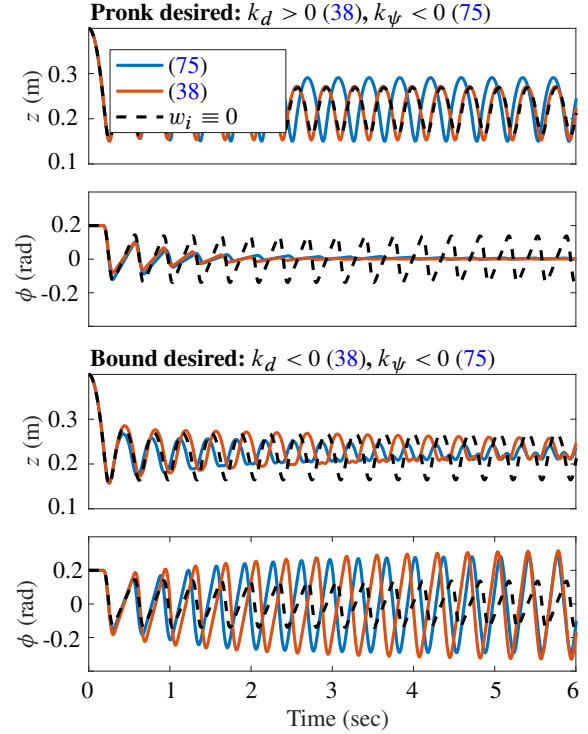 Pronk desired: k_d > 0 (38), k_ψ < 0 (75)
z (m)
0.3
0.2
0.1
(75)
(38)
w_i ≡ 0
ϕ (rad)
0.2
0
-0.2
Bound desired: k_d < 0 (38), k_ψ < 0 (75)
z (m)
0.3
0.2
0.1
ϕ (rad)
0.2
0
-0.2
0 1 2 3 4 5 6
Time (sec)